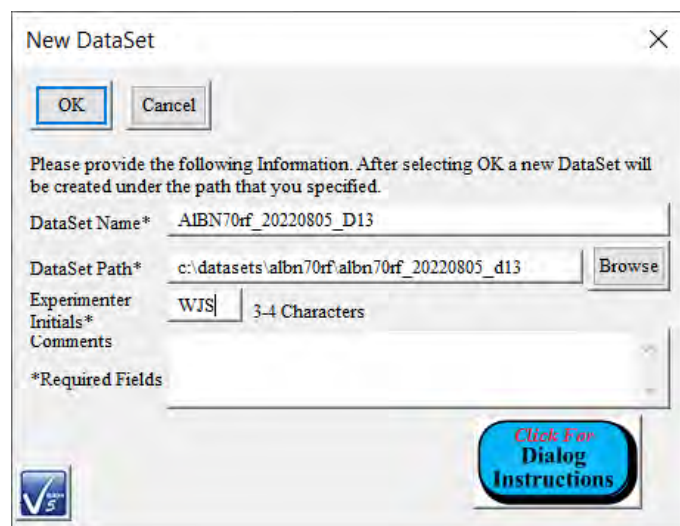 New DataSet
OK Cancel
Please provide the following Information. After selecting OK a new DataSet will
be created under the path that you specified.
DataSet Name* AlBN70rf_20220805_D13
DataSet Path* c:\datasets\albn70rf\albn70rf_20220805_d13 Browse
Experimenter
Initials* WJS 3-4 Characters
Comments
*Required Fields
Click For
Dialog
Instructions